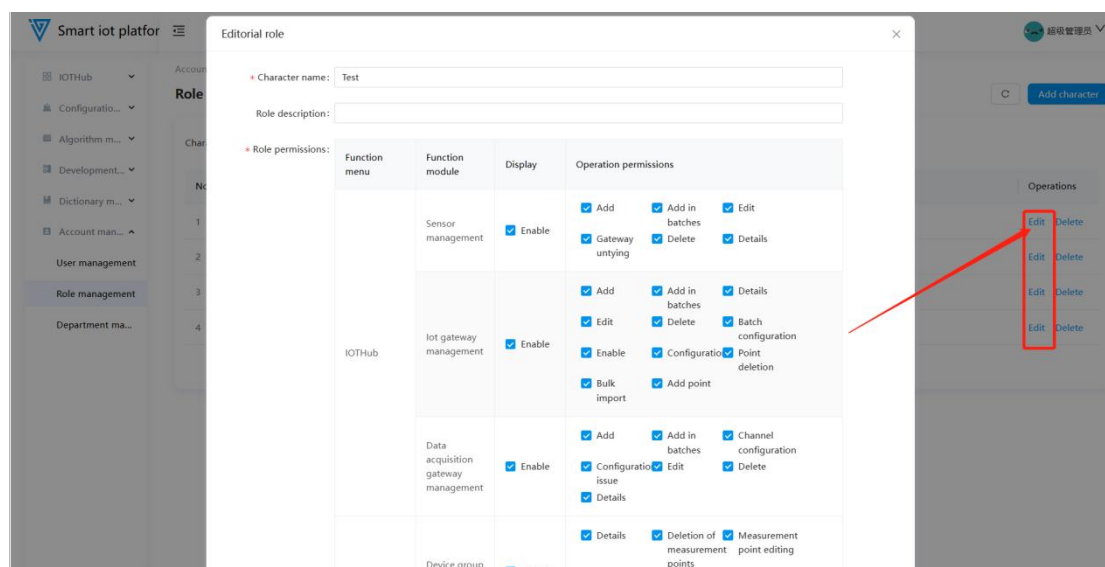 Smart iot platfor
Editorial role
超级管理员
IOTHub
Configuratio...
Algorithm m...
Development...
Dictionary m...
Account man...
User management
Role management
Department ma...
Accoun
Role
Add character
Char
No
1
2
3
4
Operations
Edit Delete
Edit Delete
Edit Delete
Edit Delete
* Character name: Test
Role description:
* Role permissions:
Function menu
Function module
Display
Operation permissions
IOTHub
Sensor management
Enable
Add
Add in batches
Edit
Gateway untying
Delete
Details
Iot gateway management
Enable
Add
Add in batches
Details
Edit
Delete
Batch configuration
Enable
Configuratio
Point deletion
Bulk import
Add point
Data acquisition gateway management
Enable
Add
Add in batches
Channel configuration
Configuratio issue
Edit
Delete
Details
Device group
Details
Deletion of measurement points
Measurement point editing